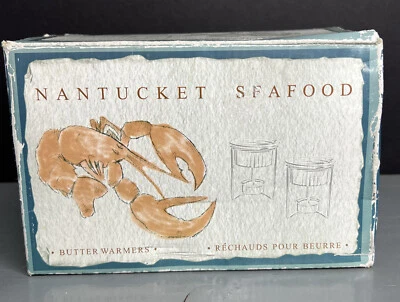 NANTUCKET SEAFOOD
· BUTTER WARMERS · · RÉCHAUDS POUR BEURRE ·